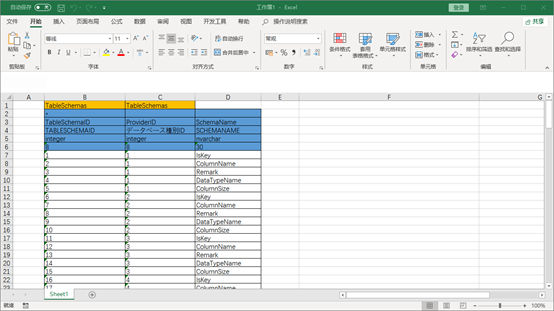 自动保存 关 工作簿1 - Excel 登录
文件 开始 插入 页面布局 公式 数据 审阅 视图 开发工具 帮助 操作说明搜索 共享
粘贴 等线 11 自动换行 常规 条件格式 套用 表格格式 单元格样式 插入 删除 格式 排序和筛选 查找和选择
B I U 合并后居中
剪贴板 字体 对齐方式 数字 样式 单元格 编辑
A B C D E F G
1 TableSchemas TableSchemas
2 -
3 TableSchemaID ProviderID SchemaName
4 TABLESCHEMAID データベース種別ID SCHEMANAME
5 integer integer nvarchar
6 8 8 30
7 1 1 IsKey
8 2 1 ColumnName
9 3 1 Remark
10 4 1 DataTypeName
11 5 1 ColumnSize
12 6 2 IsKey
13 7 2 ColumnName
14 8 2 Remark
15 9 2 DataTypeName
16 10 2 ColumnSize
17 11 3 IsKey
18 12 3 ColumnName
19 13 3 Remark
20 14 3 DataTypeName
21 15 3 ColumnSize
22 16 4 IsKey
17 4 ColumnName
Sheet1
就绪 100%